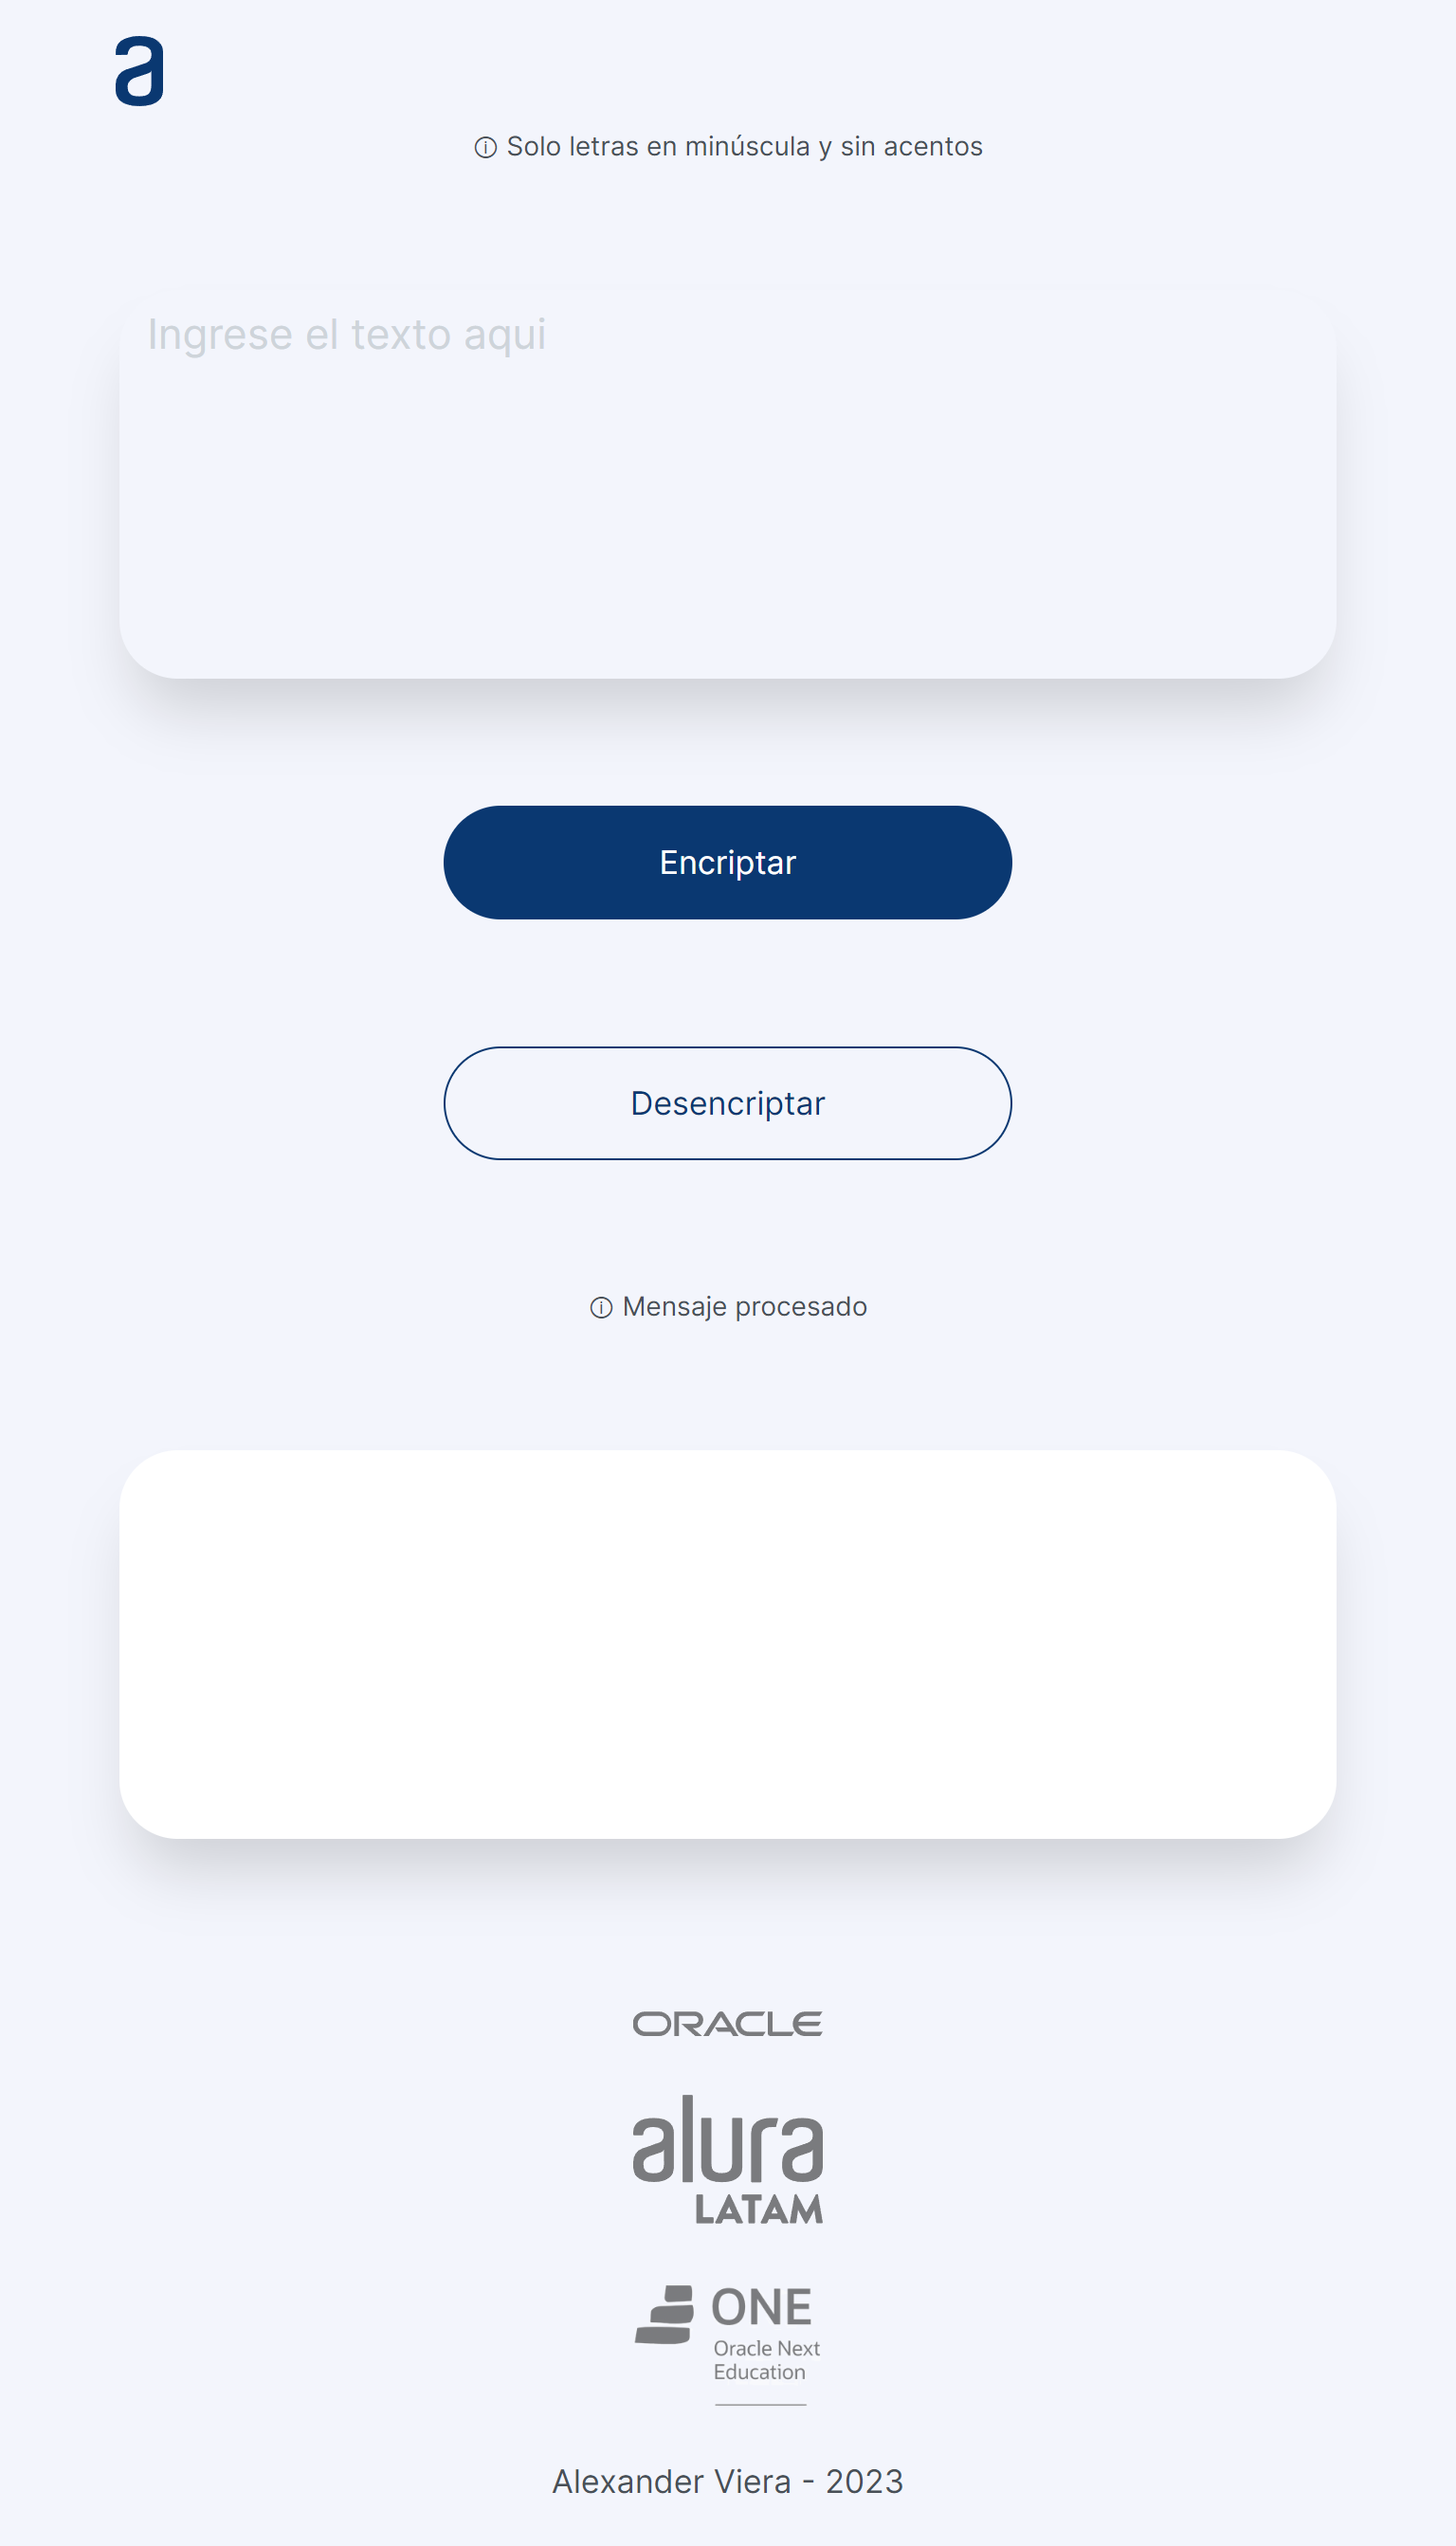 a
ⓘ Solo letras en minúscula y sin acentos
Ingrese el texto aqui
Encriptar
Desencriptar
ⓘ Mensaje procesado
ORACLE
alura
LATAM
ONE
Oracle Next
Education
Alexander Viera - 2023